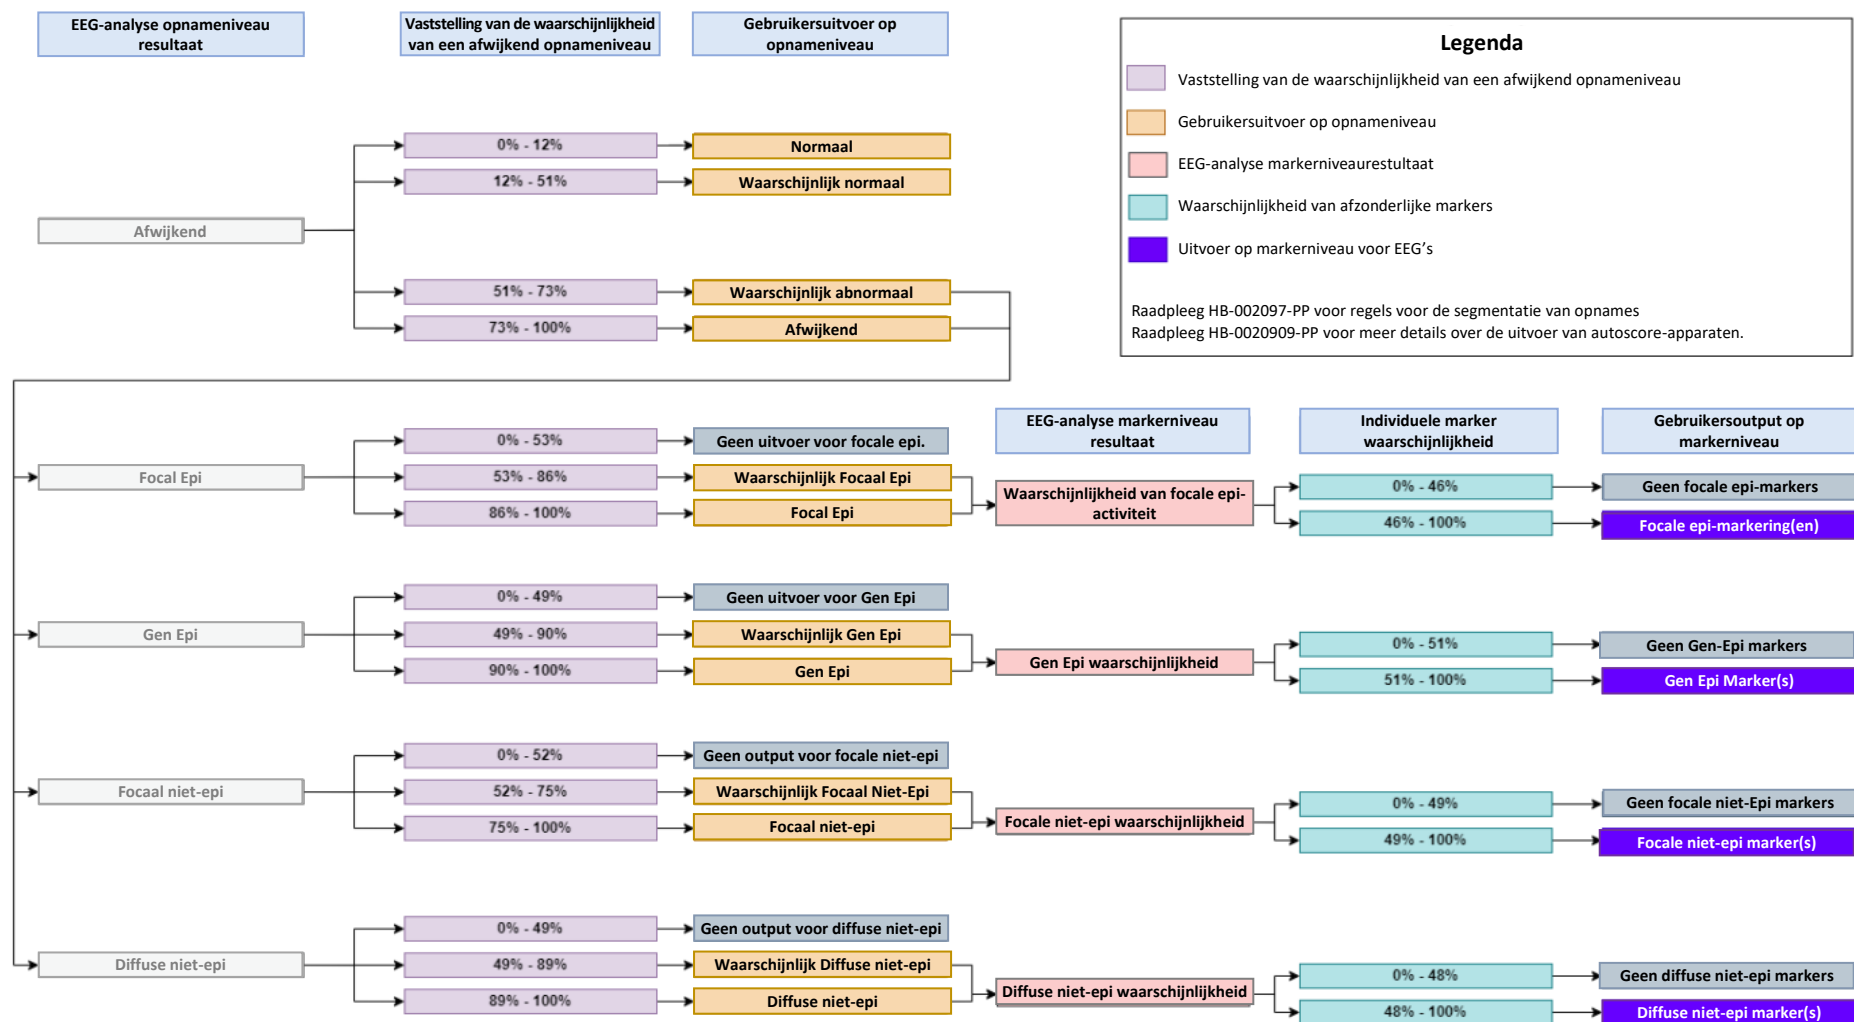 EEG-analyse opnameniveau
resultaat
Vaststelling van de waarschijnlijkheid
van een afwijkend opnameniveau
Gebruikersuitvoer op
opnameniveau
Legenda
Vaststelling van de waarschijnlijkheid van een afwijkend opnameniveau
Gebruikersuitvoer op opnameniveau
EEG-analyse markerniveaurestultaat
Waarschijnlijkheid van afzonderlijke markers
Uitvoer op markerniveau voor EEG's
Raadpleeg HB-002097-PP voor regels voor de segmentatie van opnames
Raadpleeg HB-0020909-PP voor meer details over de uitvoer van autoscore-apparaten.
Afwijkend
0% - 12%
Normaal
12% - 51%
Waarschijnlijk normaal
51% - 73%
Waarschijnlijk abnormaal
73% - 100%
Afwijkend
EEG-analyse markerniveau
resultaat
Individuele marker
waarschijnlijkheid
Gebruikersoutput op
markerniveau
Focal Epi
0% - 53%
Geen uitvoer voor focale epi.
53% - 86%
Waarschijnlijk Focaal Epi
86% - 100%
Focal Epi
Waarschijnlijkheid van focale epi-
activiteit
0% - 46%
Geen focale epi-markers
46% - 100%
Focale epi-markering(en)
Gen Epi
0% - 49%
Geen uitvoer voor Gen Epi
49% - 90%
Waarschijnlijk Gen Epi
90% - 100%
Gen Epi
Gen Epi waarschijnlijkheid
0% - 51%
Geen Gen-Epi markers
51% - 100%
Gen Epi Marker(s)
Focaal niet-epi
0% - 52%
Geen output voor focale niet-epi
52% - 75%
Waarschijnlijk Focaal Niet-Epi
75% - 100%
Focaal niet-epi
Focale niet-epi waarschijnlijkheid
0% - 49%
Geen focale niet-Epi markers
49% - 100%
Focale niet-epi marker(s)
Diffuse niet-epi
0% - 49%
Geen output voor diffuse niet-epi
49% - 89%
Waarschijnlijk Diffuse niet-epi
89% - 100%
Diffuse niet-epi
Diffuse niet-epi waarschijnlijkheid
0% - 48%
Geen diffuse niet-epi markers
48% - 100%
Diffuse niet-epi marker(s)